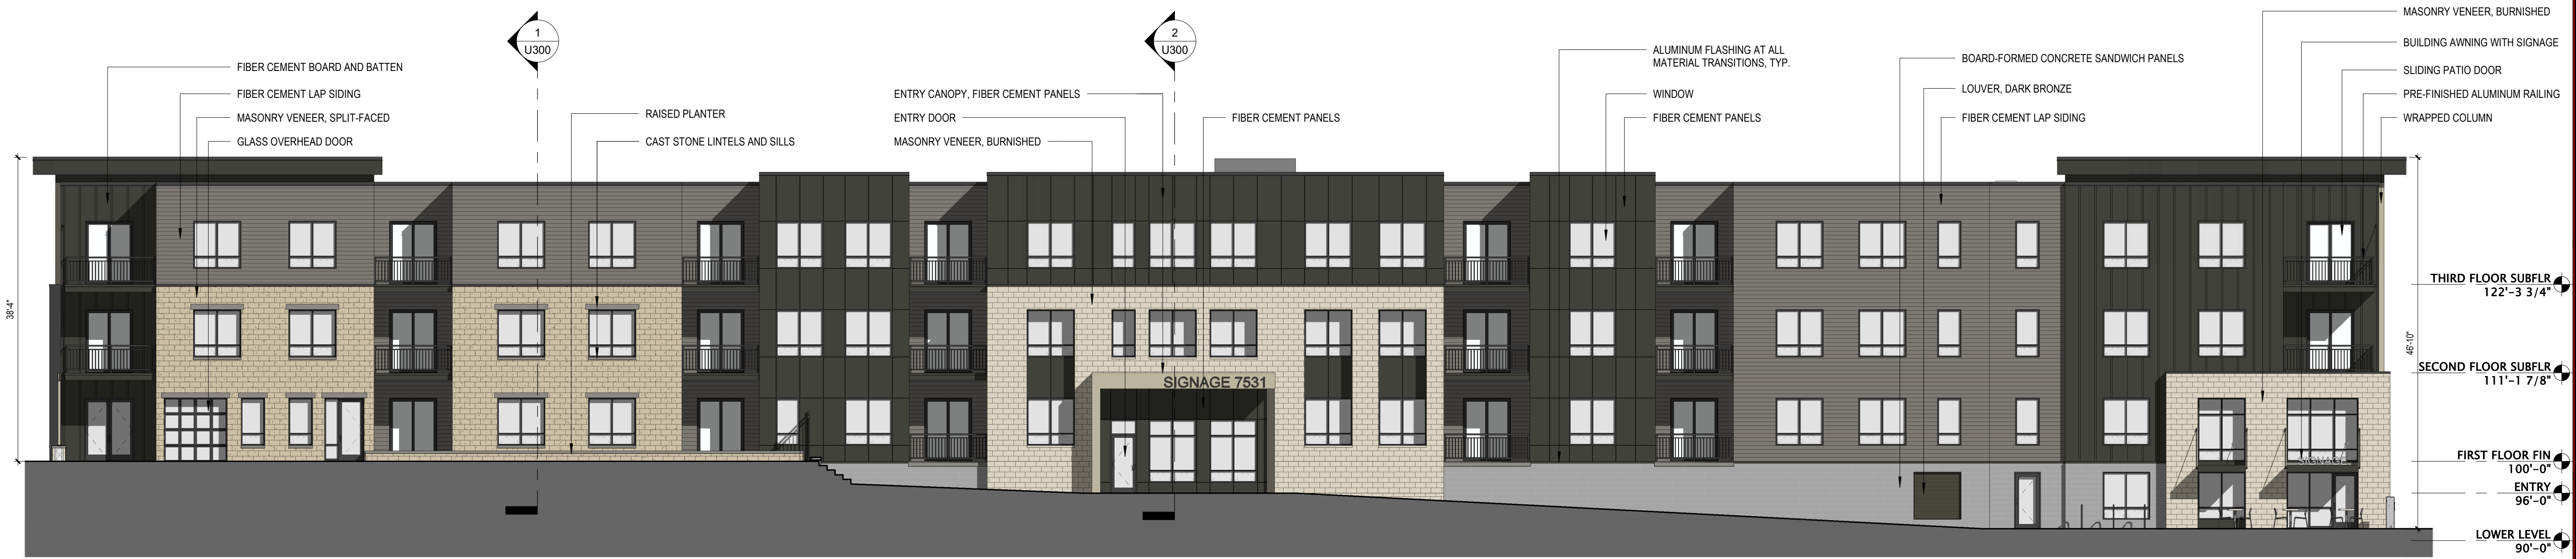 1
U300
2
U300
FIBER CEMENT BOARD AND BATTEN
FIBER CEMENT LAP SIDING
MASONRY VENEER, SPLIT-FACED
GLASS OVERHEAD DOOR
RAISED PLANTER
CAST STONE LINTELS AND SILLS
ENTRY CANOPY, FIBER CEMENT PANELS
ENTRY DOOR
MASONRY VENEER, BURNISHED
FIBER CEMENT PANELS
ALUMINUM FLASHING AT ALL
MATERIAL TRANSITIONS, TYP.
WINDOW
FIBER CEMENT PANELS
BOARD-FORMED CONCRETE SANDWICH PANELS
LOUVER, DARK BRONZE
FIBER CEMENT LAP SIDING
MASONRY VENEER, BURNISHED
BUILDING AWNING WITH SIGNAGE
SLIDING PATIO DOOR
PRE-FINISHED ALUMINUM RAILING
WRAPPED COLUMN
38'-4"
SIGNAGE 7531
SIGNAGE
46'-10"
THIRD FLOOR SUBFLR
122'-3 3/4"
SECOND FLOOR SUBFLR
111'-1 7/8"
FIRST FLOOR FIN
100'-0"
ENTRY
96'-0"
LOWER LEVEL
90'-0"